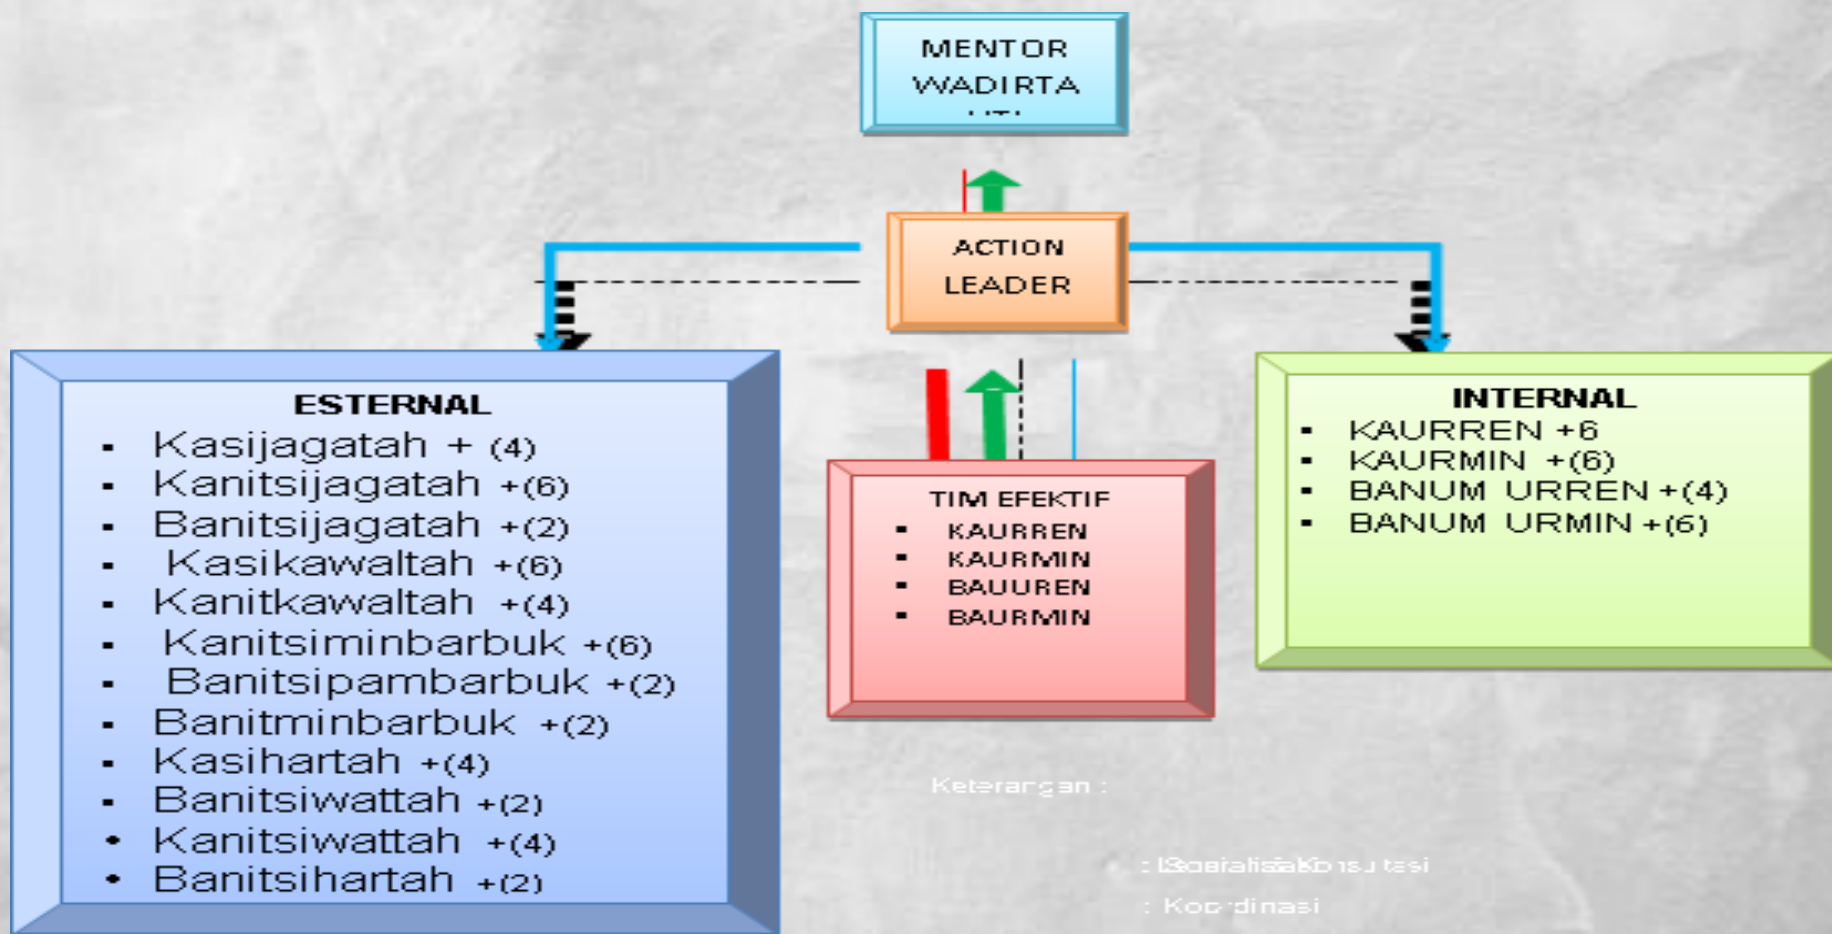 MENTOR
WADIRTA
ACTION
LEADER
ESTERNAL
▪ Kasijagatah + (4)
▪ Kanitsijagatah +(6)
▪ Banitsijagatah +(2)
▪ Kasikawaltah +(6)
▪ Kanitkawaltah +(4)
▪ Kanitsiminbarbuk +(6)
▪ Banitsipambarbuk +(2)
▪ Banitminbarbuk +(2)
▪ Kasihartah +(4)
▪ Banitsiwattah +(2)
• Kanitsiwattah +(4)
• Banitsihartah +(2)
TIM EFEKTIF
▪ KAURREN
▪ KAURMIN
▪ BAUUREN
▪ BAURMIN
INTERNAL
▪ KAURREN +6
▪ KAURMIN +(6)
▪ BANUM URREN +(4)
▪ BANUM URMIN +(6)
Keterangan :
: Koordinasi